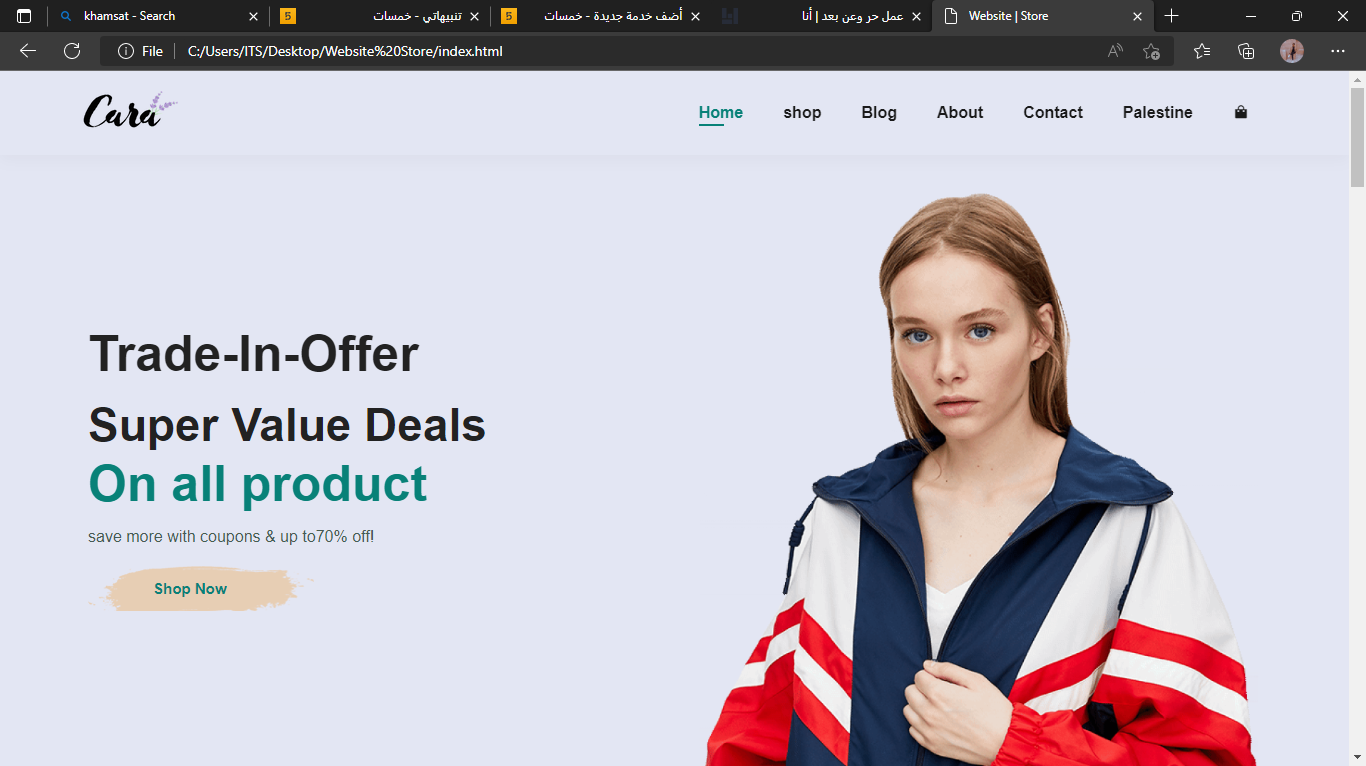 khamsat - Search
تنبيهاتي - خمسات
أضف خدمة جديدة - خمسات
عمل حر وعن بعد | أنا
Website | Store
File
C:/Users/ITS/Desktop/Website%20Store/index.html
Cara
Home
shop
Blog
About
Contact
Palestine
Trade-In-Offer
Super Value Deals
On all product
save more with coupons & up to70% off!
Shop Now